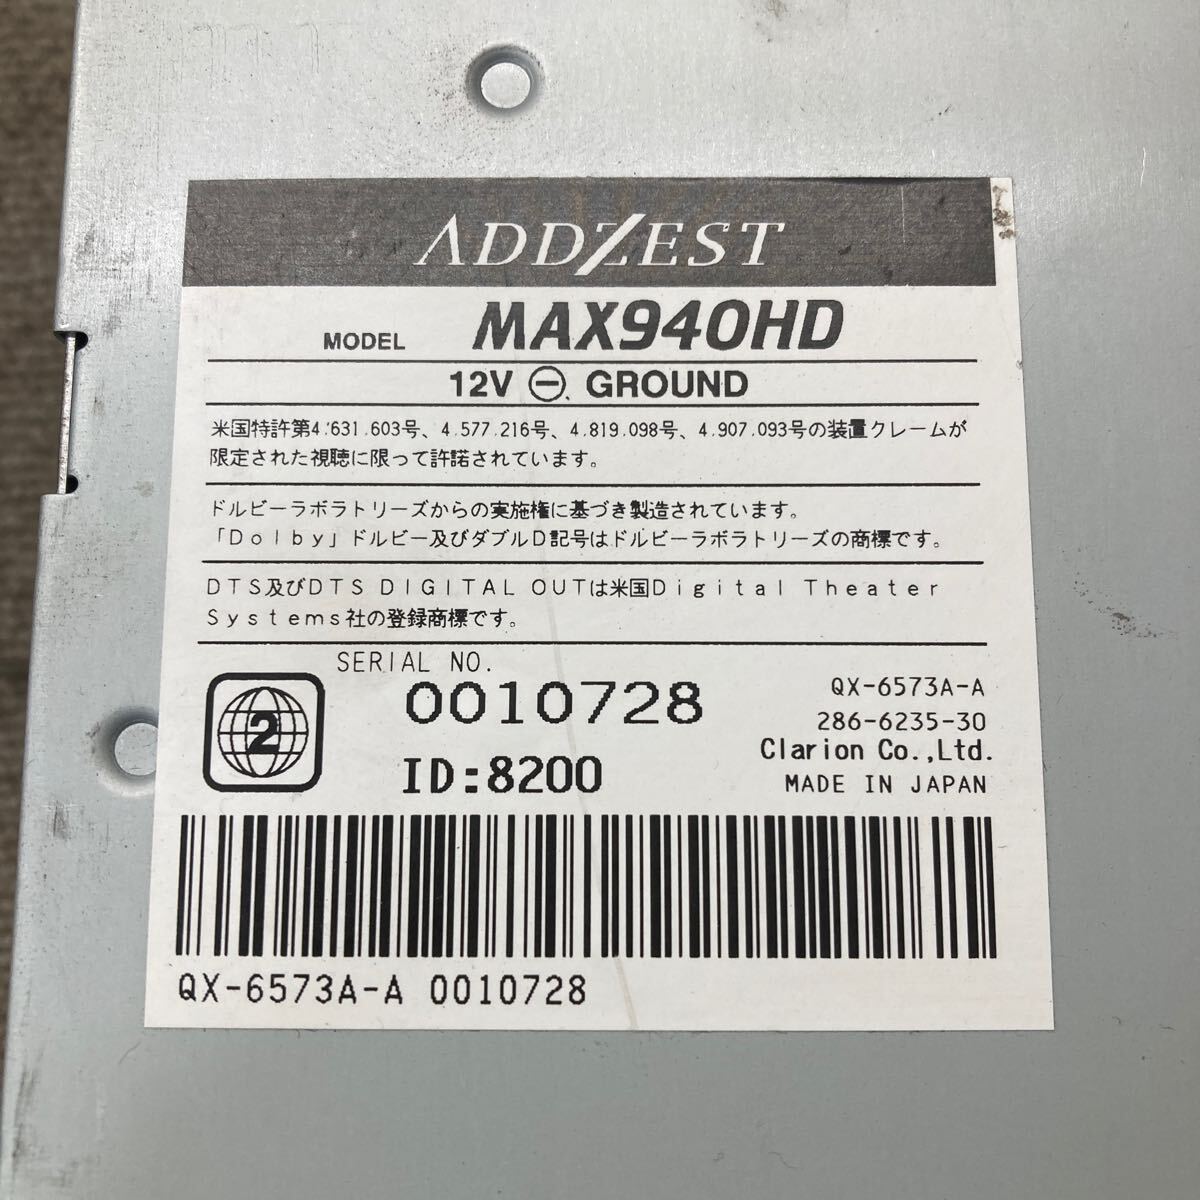 ADDZEST
MODEL MAX940HD
12V ⊖ GROUND
米国特許第4,631,603号、4,577,216号、4,819,098号、4,907,093号の装置クレームが
限定された視聴に限って許諾されています。
ドルビーラボラトリーズからの実施権に基づき製造されています。
「Dolby」ドルビー及びダブルD記号はドルビーラボラトリーズの商標です。
DTS及びDTS DIGITAL OUTは米国Digital Theater
Systems社の登録商標です。
SERIAL NO.
0010728
ID:8200
2
QX-6573A-A
286-6235-30
Clarion Co.,Ltd.
MADE IN JAPAN
QX-6573A-A 0010728